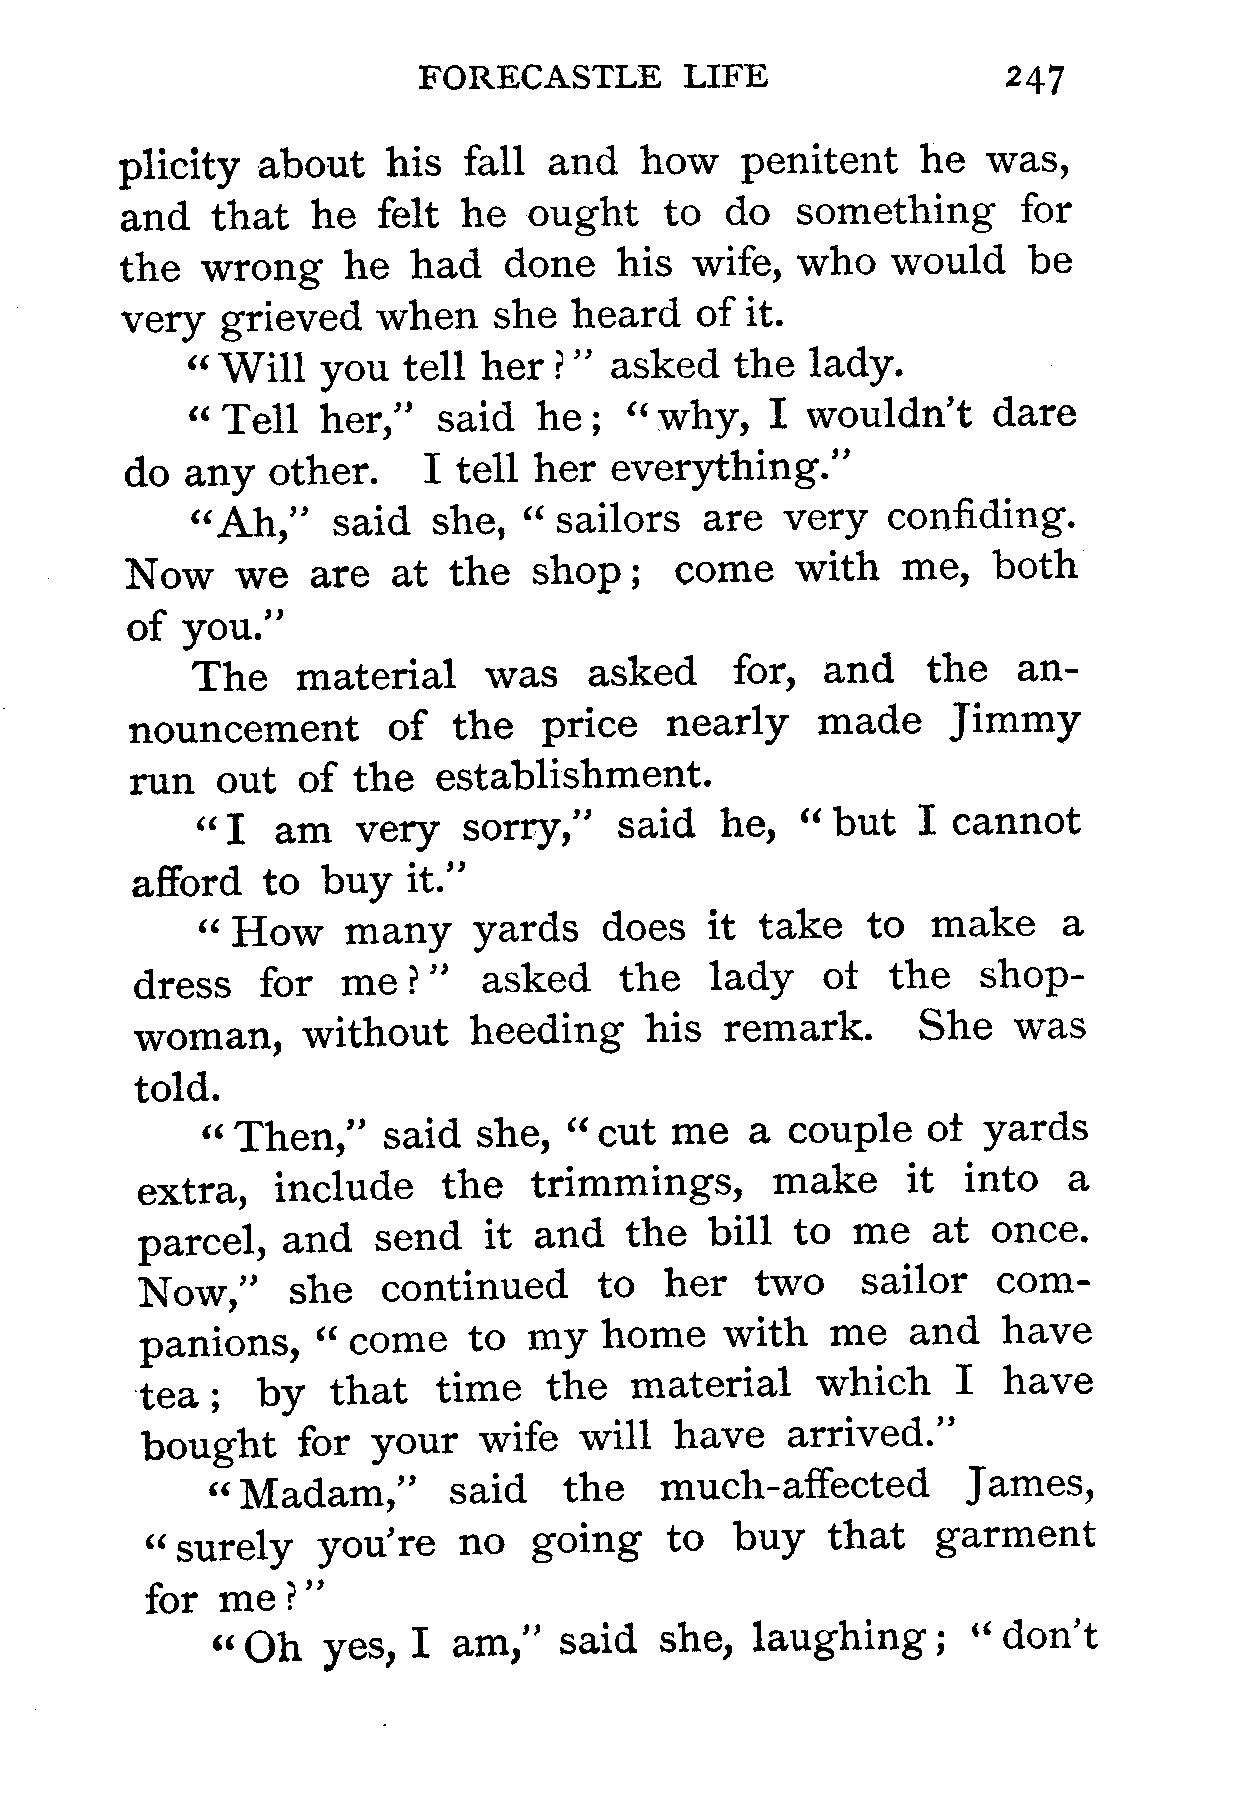 FORECASTLE LIFE 247
plicity about his fall and how penitent he was,
and that he felt he ought to do something for
the wrong he had done his wife, who would be
very grieved when she heard of it.
"Will you tell her?" asked the lady.
"Tell her," said he; "why, I wouldn't dare
do any other. I tell her everything."
"Ah," said she, "sailors are very confiding.
Now we are at the shop; come with me, both
of you."
The material was asked for, and the an-
nouncement of the price nearly made Jimmy
run out of the establishment.
"I am very sorry," said he, "but I cannot
afford to buy it."
"How many yards does it take to make a
dress for me?" asked the lady of the shop-
woman, without heeding his remark. She was
told.
"Then," said she, "cut me a couple of yards
extra, include the trimmings, make it into a
parcel, and send it and the bill to me at once.
Now," she continued to her two sailor com-
panions, "come to my home with me and have
tea; by that time the material which I have
bought for your wife will have arrived."
"Madam," said the much-affected James,
"surely you're no going to buy that garment
for me?"
"Oh yes, I am," said she, laughing; "don't